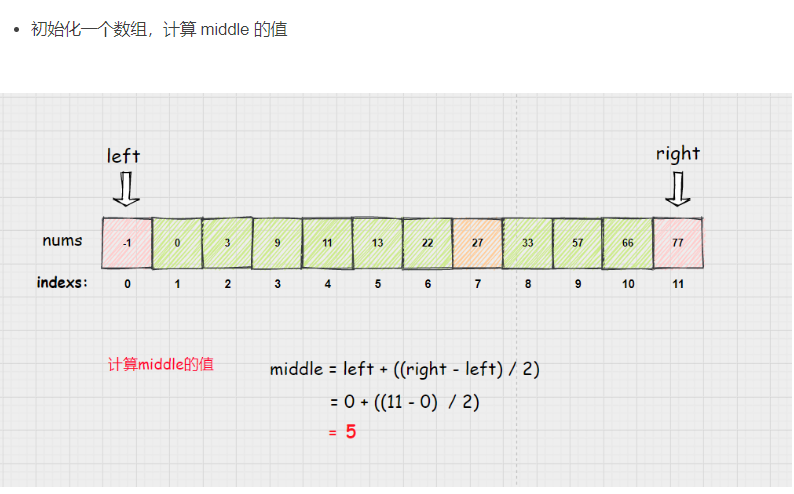 初始化一个数组，计算 middle 的值
left right
nums -1 0 3 9 11 13 22 27 33 57 66 77
indexs: 0 1 2 3 4 5 6 7 8 9 10 11
计算middle的值 middle = left + ((right - left) / 2)
= 0 + ((11 - 0) / 2)
= 5